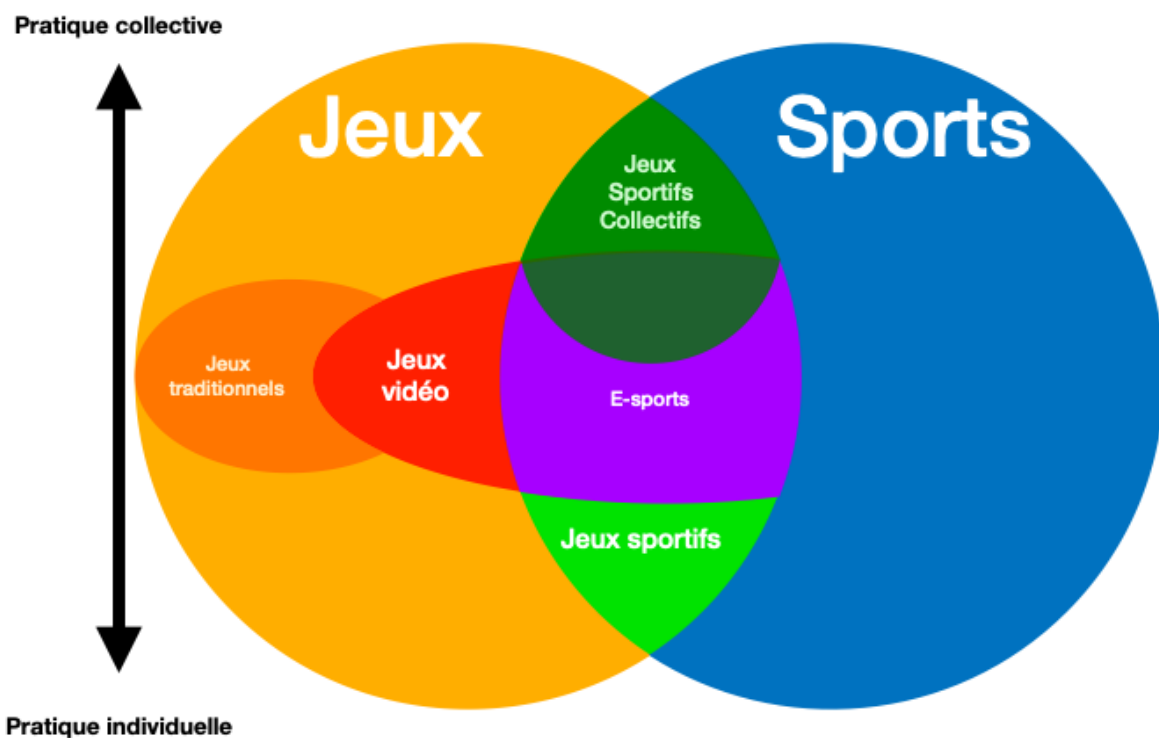 Pratique collective
Jeux
Sports
Jeux
Sportifs
Collectifs
Jeux
traditionnels
Jeux
vidéo
E-sports
Jeux sportifs
Pratique individuelle